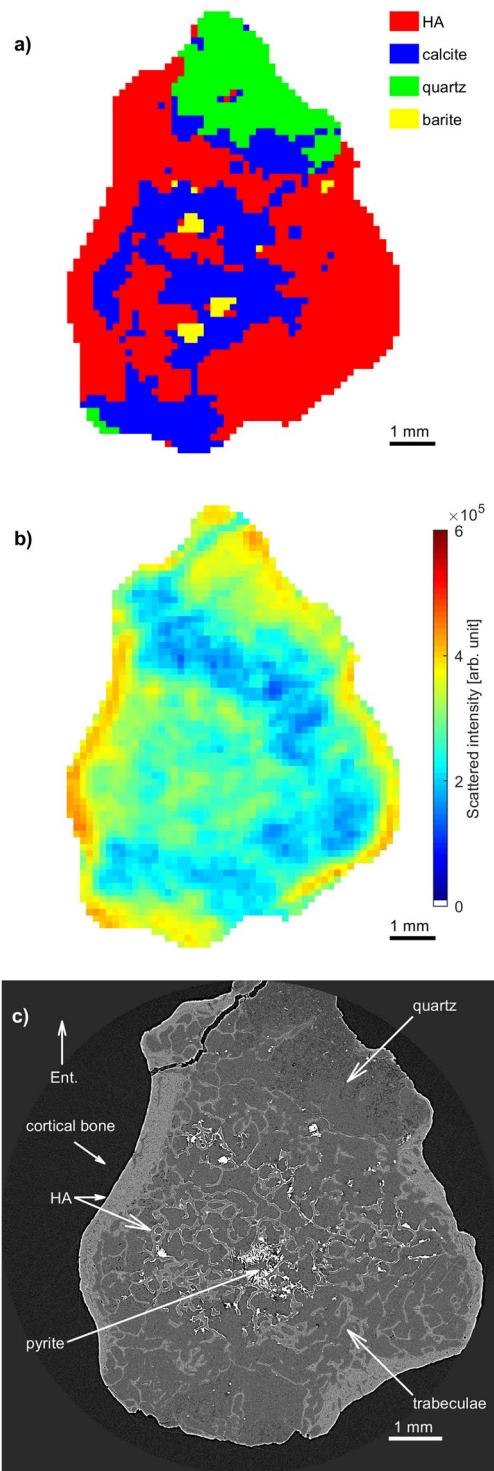 a)
HA
calcite
quartz
barite
1 mm
b)
×10⁵
6
4
2
0
Scattered intensity [arb. unit]
1 mm
c)
Ent.
quartz
cortical bone
HA
pyrite
trabeculae
1 mm